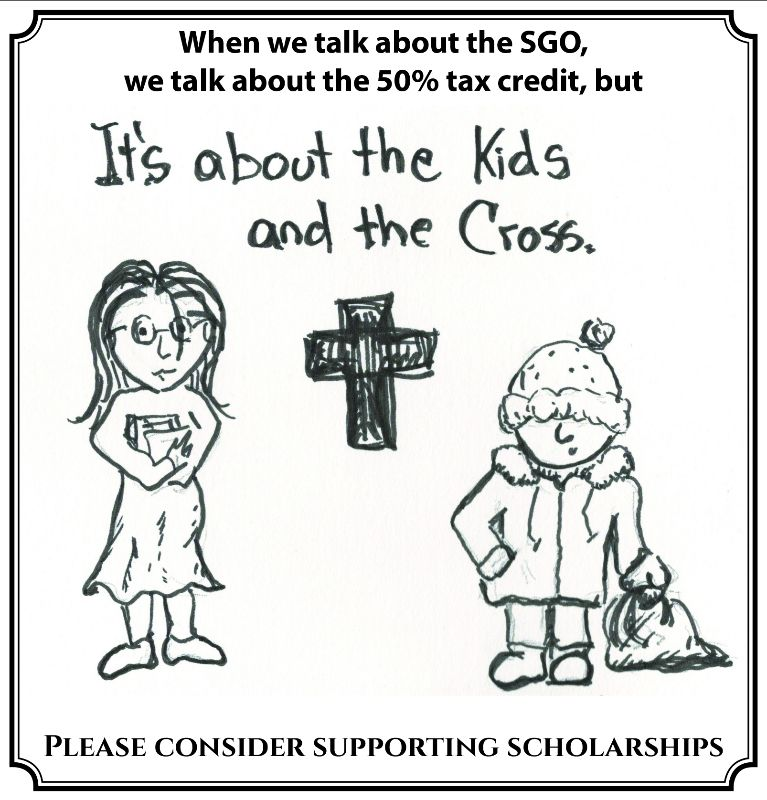 When we talk about the SGO,
we talk about the 50% tax credit, but
It's about the Kids
and the Cross.
Please consider supporting scholarships